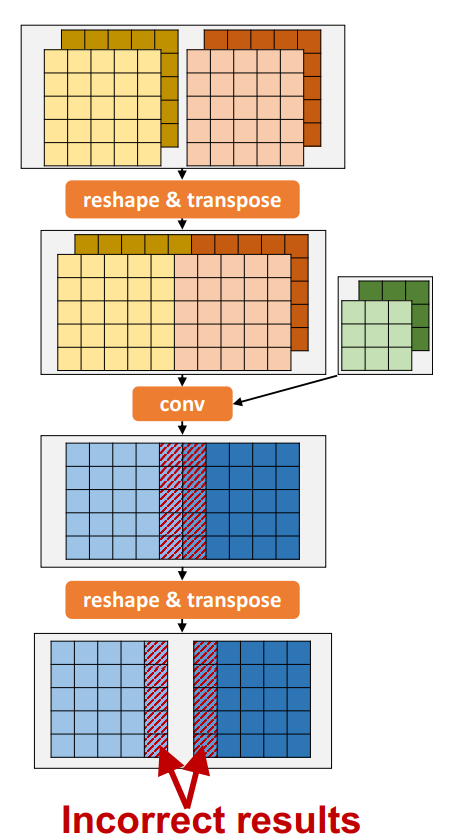 reshape & transpose
conv
reshape & transpose
Incorrect results